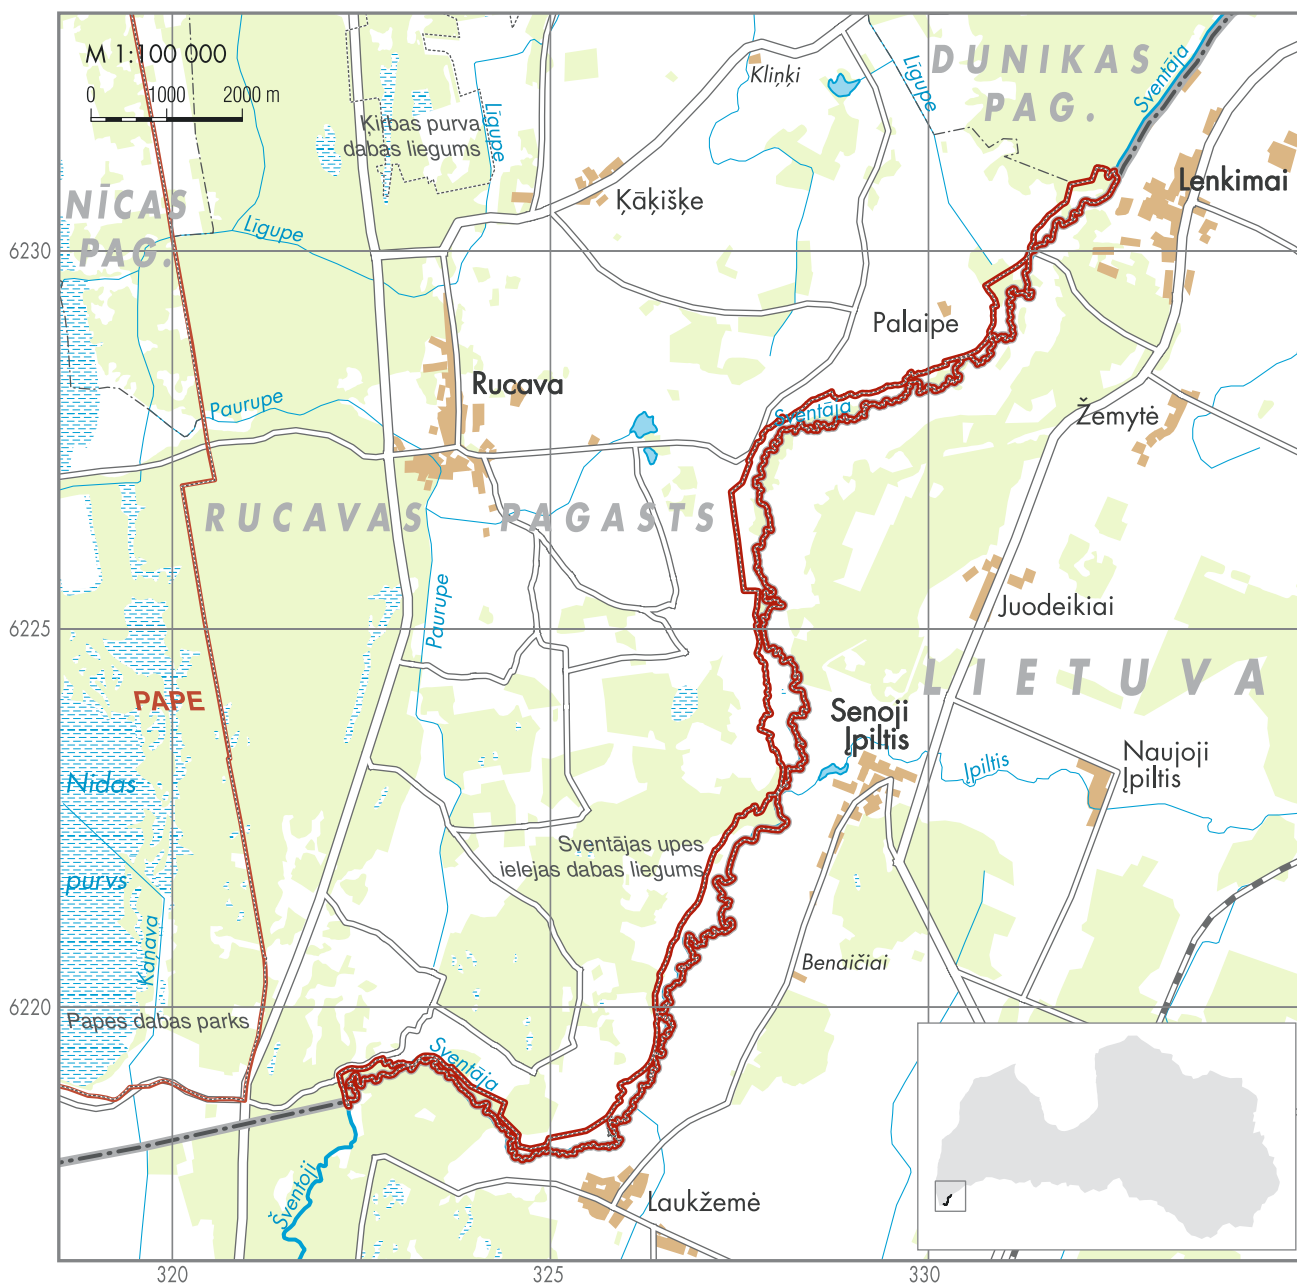 M 1:100 000
0 1000 2000 m
DUNIKAS
PAG.
Sventāja
Līgupe
Kliņķi
Ķirbas purva
dabas liegums
Līgupe
NĪCAS
PAG.
Ķāķišķe
Lenkimai
Līgupe
6230
Palaipe
Rucava
Paurupe
Sventāja
Žemytė
RUCAVAS PAGASTS
Paurupe
Juodeikiai
6225
LIETUVA
PAPE
Senoji
Įpiltis
Naujoji
Įpiltis
Įpiltis
Nidas
purvs
Sventājas upes
ielejas dabas liegums
Kaņava
Benaičiai
6220
Papes dabas parks
Sventāja
Šventoji
Laukžemė
320
325
330